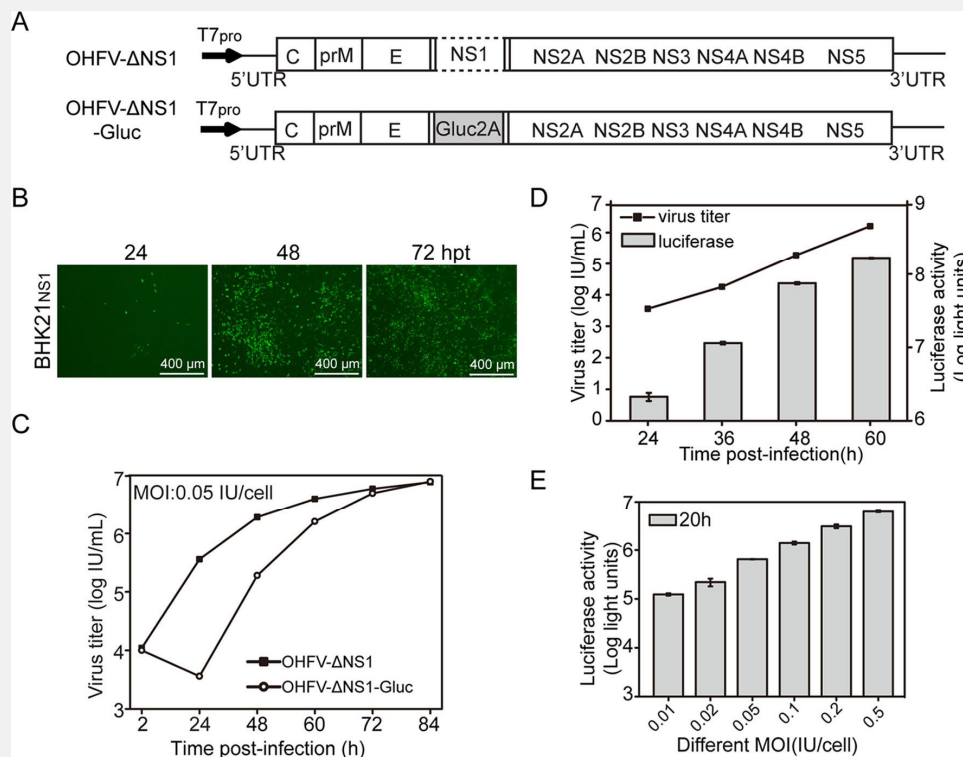 A
T7pro
OHFV-ΔNS1
5'UTR
C prM E NS1 NS2A NS2B NS3 NS4A NS4B NS5
3'UTR
OHFV-ΔNS1
-Gluc
T7pro
5'UTR
C prM E Gluc2A NS2A NS2B NS3 NS4A NS4B NS5
3'UTR
B
24 48 72 hpt
BHK21NS1
400 μm 400 μm 400 μm
C
MOI:0.05 IU/cell
Virus titer (log IU/mL)
7
6
5
4
3
OHFV-ΔNS1
OHFV-ΔNS1-Gluc
2 24 48 60 72 84
Time post-infection (h)
D
virus titer
luciferase
Virus titer (log IU/mL)
7
6
5
4
3
2
1
0
9
8
7
6
Luciferase activity
(Log light units)
24 36 48 60
Time post-infection(h)
E
20h
Luciferase activity
(Log light units)
7
6
5
4
3
0.01 0.02 0.05 0.1 0.2 0.5
Different MOI(IU/cell)